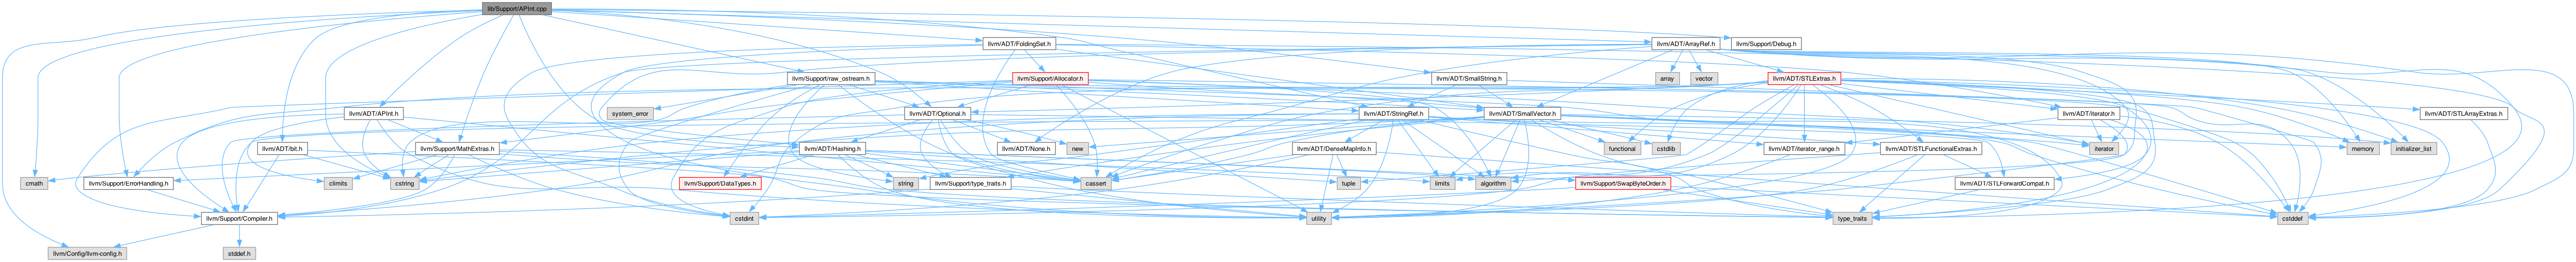 lib/Support/APInt.cpp
llvm/ADT/FoldingSet.h
llvm/ADT/ArrayRef.h
llvm/Support/Debug.h
llvm/Support/raw_ostream.h
llvm/Support/Allocator.h
llvm/ADT/SmallString.h
array
vector
llvm/ADT/STLExtras.h
llvm/ADT/APInt.h
system_error
llvm/ADT/Optional.h
llvm/ADT/StringRef.h
llvm/ADT/SmallVector.h
llvm/ADT/iterator.h
llvm/ADT/STLArrayExtras.h
llvm/ADT/bit.h
llvm/Support/MathExtras.h
llvm/ADT/Hashing.h
llvm/ADT/None.h
new
llvm/ADT/DenseMapInfo.h
functional
cstdlib
llvm/ADT/iterator_range.h
llvm/ADT/STLFunctionalExtras.h
iterator
memory
initializer_list
cmath
llvm/Support/ErrorHandling.h
climits
cstring
llvm/Support/DataTypes.h
string
llvm/Support/type_traits.h
cassert
tuple
limits
algorithm
llvm/Support/SwapByteOrder.h
llvm/ADT/STLForwardCompat.h
llvm/Support/Compiler.h
cstdint
utility
type_traits
cstddef
llvm/Config/llvm-config.h
stddef.h